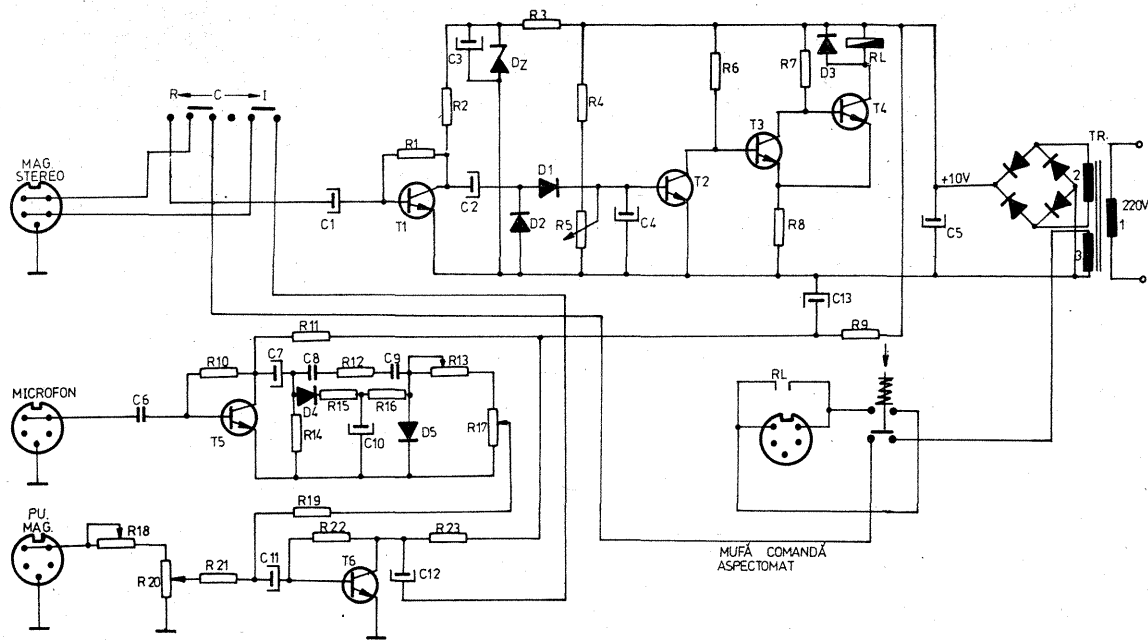 R3
C3
DZ
R2
R4
R6
R7
D3
RL
R C I
T4
T3
MAG.
STEREO
R1
D1
T2
TR.
+10V
2
220V
C1
T1
C2
D2
R5
C4
R8
C5
1
3
C13
R11
R9
C7
C8
R12
C9
R13
R10
RL
MICROFON
C6
D4
R15
R16
T5
R14
C10
D5
R17
R19
PU.
MAG.
R18
R22
R23
R20
R21
C11
T6
C12
MUFĂ COMANDĂ
ASPECTOMAT